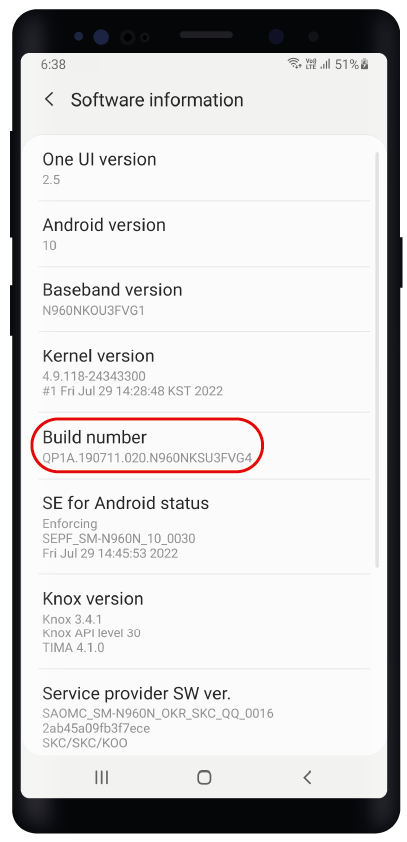 6:38
Vo) LTE 51%
Software information
One UI version
2.5
Android version
10
Baseband version
N960NKOU3FVG1
Kernel version
4.9.118-24343300
#1 Fri Jul 29 14:28:48 KST 2022
Build number
QP1A.190711.020.N960NKSU3FVG4
SE for Android status
Enforcing
SEPF_SM-N960N_10_0030
Fri Jul 29 14:45:53 2022
Knox version
Knox 3.4.1
Knox API level 30
TIMA 4.1.0
Service provider SW ver.
SAOMC_SM-N960N_OKR_SKC_QQ_0016
2ab45a09fb3f7ece
SKC/SKC/KOO